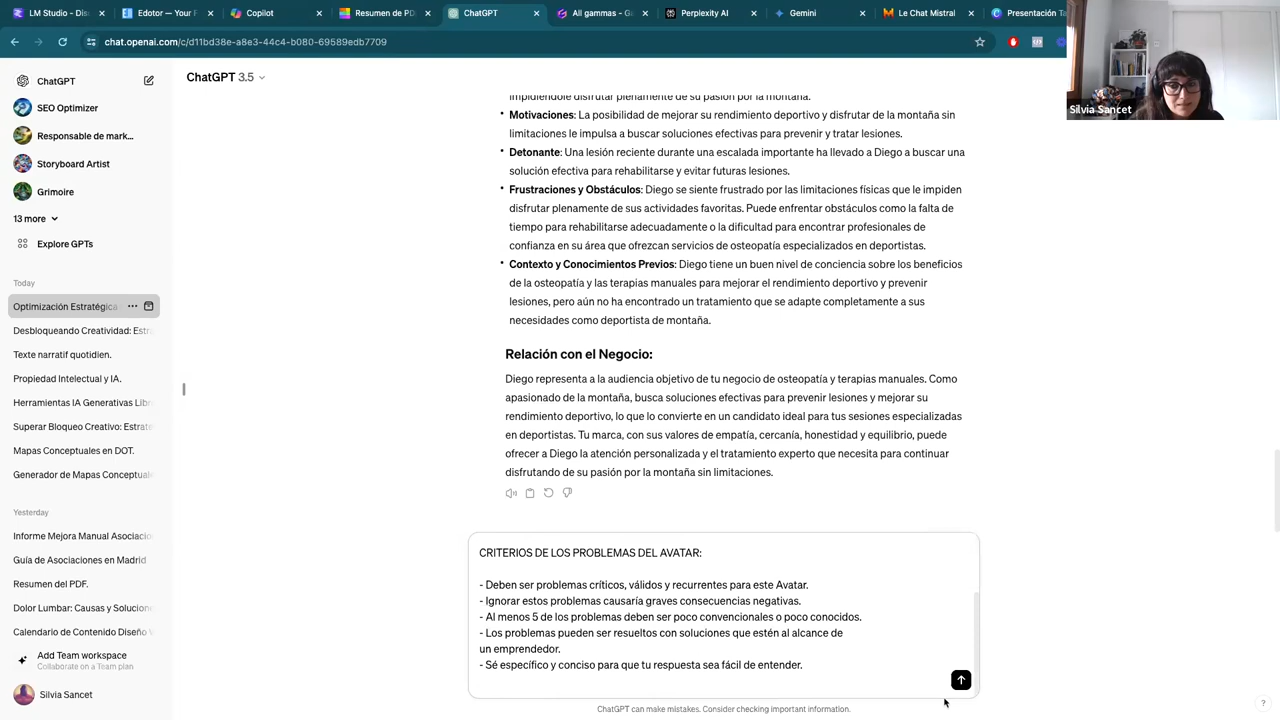 LM Studio - Dis
Editor — Your P
Copilot
Resumen de PD
ChatGPT
All gammas - Ga
Perplexity AI
Gemini
Le Chat Mistral
Presentación Ta
chat.openai.com/c/d11bd38e-a8e3-44c4-b080-69589edb7709
Silvia Sancet
ChatGPT
SEO Optimizer
Responsable de mark...
Storyboard Artist
Grimoire
13 more
Explore GPTs
Today
Optimización Estratégica
Desbloqueando Creatividad: Estra
Texte narratif quotidien.
Propiedad Intelectual y IA.
Herramientas IA Generativas Libr
Superar Bloqueo Creativo: Estrate
Mapas Conceptuales en DOT.
Generador de Mapas Conceptual
Yesterday
Informe Mejora Manual Asociacio
Guía de Asociaciones en Madrid
Resumen del PDF.
Dolor Lumbar: Causas y Solucione
Calendario de Contenido Diseño
Add Team workspace
Collaborate on a Team plan
Silvia Sancet
ChatGPT 3.5
impidiéndole disfrutar plenamente de su pasión por la montaña.
• Motivaciones: La posibilidad de mejorar su rendimiento deportivo y disfrutar de la montaña sin
limitaciones le impulsa a buscar soluciones efectivas para prevenir y tratar lesiones.
• Detonante: Una lesión reciente durante una escalada importante ha llevado a Diego a buscar una
solución efectiva para rehabilitarse y evitar futuras lesiones.
• Frustraciones y Obstáculos: Diego se siente frustrado por las limitaciones físicas que le impiden
disfrutar plenamente de sus actividades favoritas. Puede enfrentar obstáculos como la falta de
tiempo para rehabilitarse adecuadamente o la dificultad para encontrar profesionales de
confianza en su área que ofrezcan servicios de osteopatía especializados en deportistas.
• Contexto y Conocimientos Previos: Diego tiene un buen nivel de conciencia sobre los beneficios
de la osteopatía y las terapias manuales para mejorar el rendimiento deportivo y prevenir
lesiones, pero aún no ha encontrado un tratamiento que se adapte completamente a sus
necesidades como deportista de montaña.
Relación con el Negocio:
Diego representa a la audiencia objetivo de tu negocio de osteopatía y terapias manuales. Como
apasionado de la montaña, busca soluciones efectivas para prevenir lesiones y mejorar su
rendimiento deportivo, lo que lo convierte en un candidato ideal para tus sesiones especializadas
en deportistas. Tu marca, con sus valores de empatía, cercanía, honestidad y equilibrio, puede
ofrecer a Diego la atención personalizada y el tratamiento experto que necesita para continuar
disfrutando de su pasión por la montaña sin limitaciones.
CRITERIOS DE LOS PROBLEMAS DEL AVATAR:
- Deben ser problemas críticos, válidos y recurrentes para este Avatar.
- Ignorar estos problemas causaría graves consecuencias negativas.
- Al menos 5 de los problemas deben ser poco convencionales o poco conocidos.
- Los problemas pueden ser resueltos con soluciones que estén al alcance de
un emprendedor.
- Sé específico y conciso para que tu respuesta sea fácil de entender.
ChatGPT can make mistakes. Consider checking important information.
?